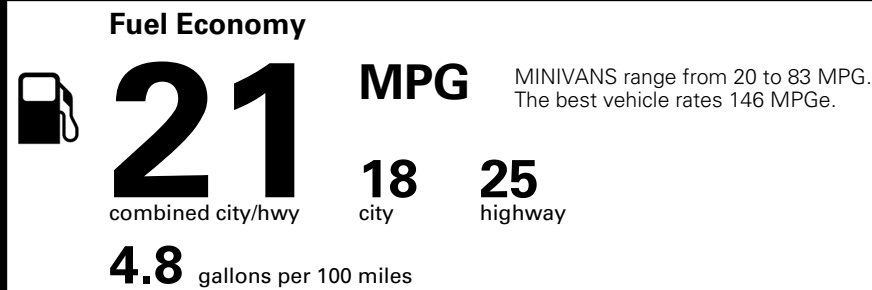 Fuel Economy
21 MPG
MINIVANS range from 20 to 83 MPG.
The best vehicle rates 146 MPGe.
18 25
combined city/hwy city highway
4.8 gallons per 100 miles